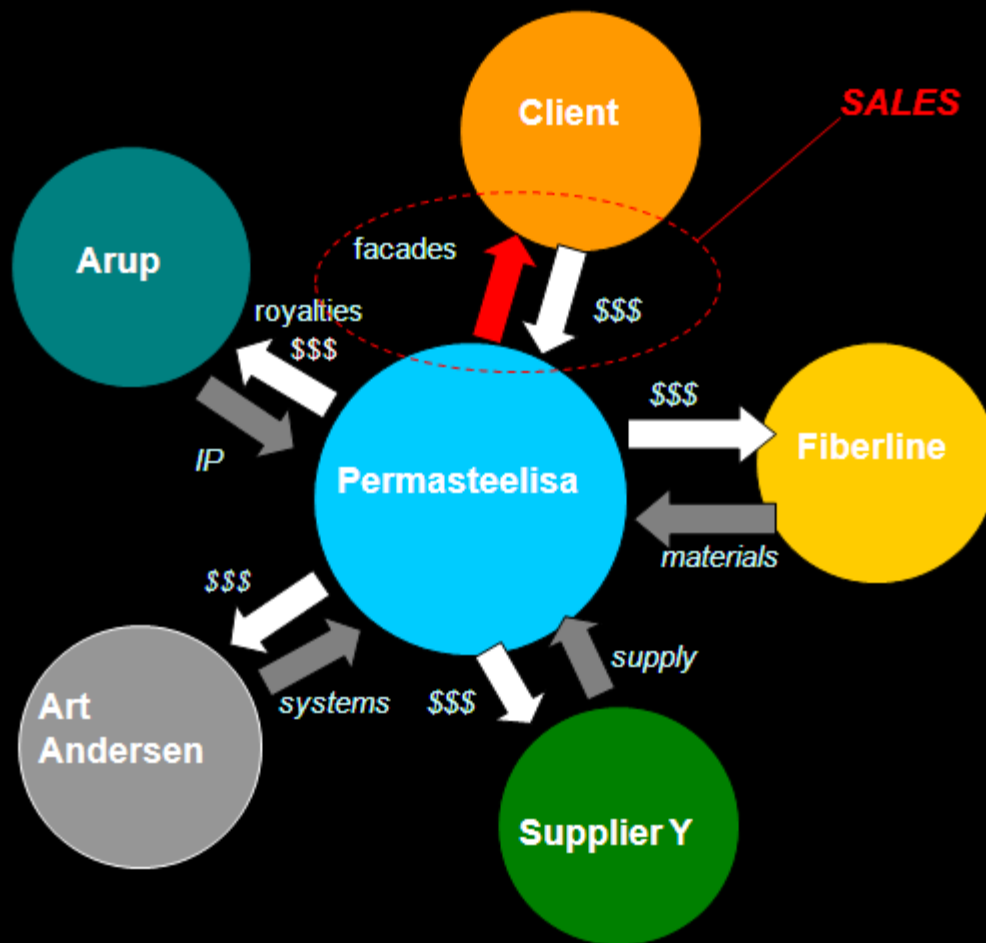 Client
SALES
Arup
facades
royalties
$$$
$$$
$$$
Fiberline
IP
Permasteelisa
materials
$$$
supply
systems
$$$
Art
Andersen
Supplier Y